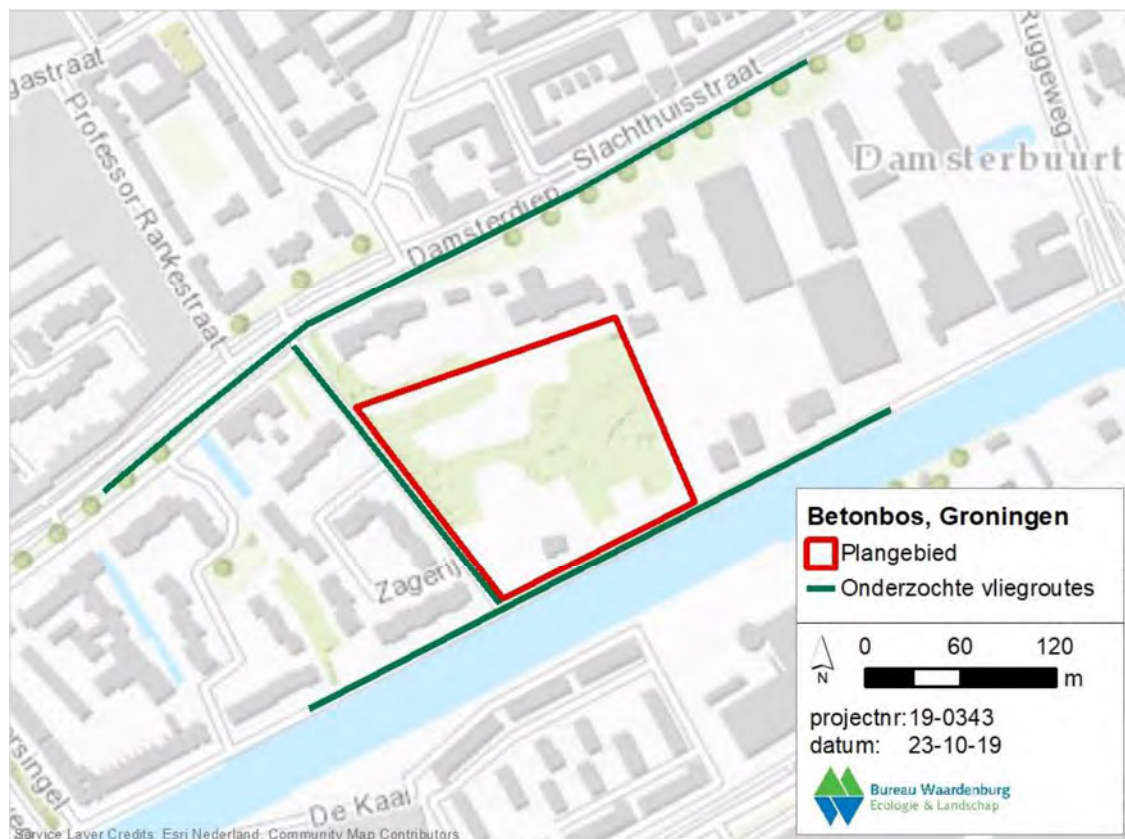 gastraat
Professor Rankestraat
Slachthuisstraat
Damsterdiep
Ruggeweg
Damsterbuurt
Zagerij
ersingel
De Kaai
Betonbos, Groningen
Plangebied
Onderzochte vliegroutes
N
0 60 120
m
projectnr: 19-0343
datum: 23-10-19
Bureau Waardenburg
Ecologie & Landschap
Service Layer Credits: Esri Nederland, Community Map Contributors